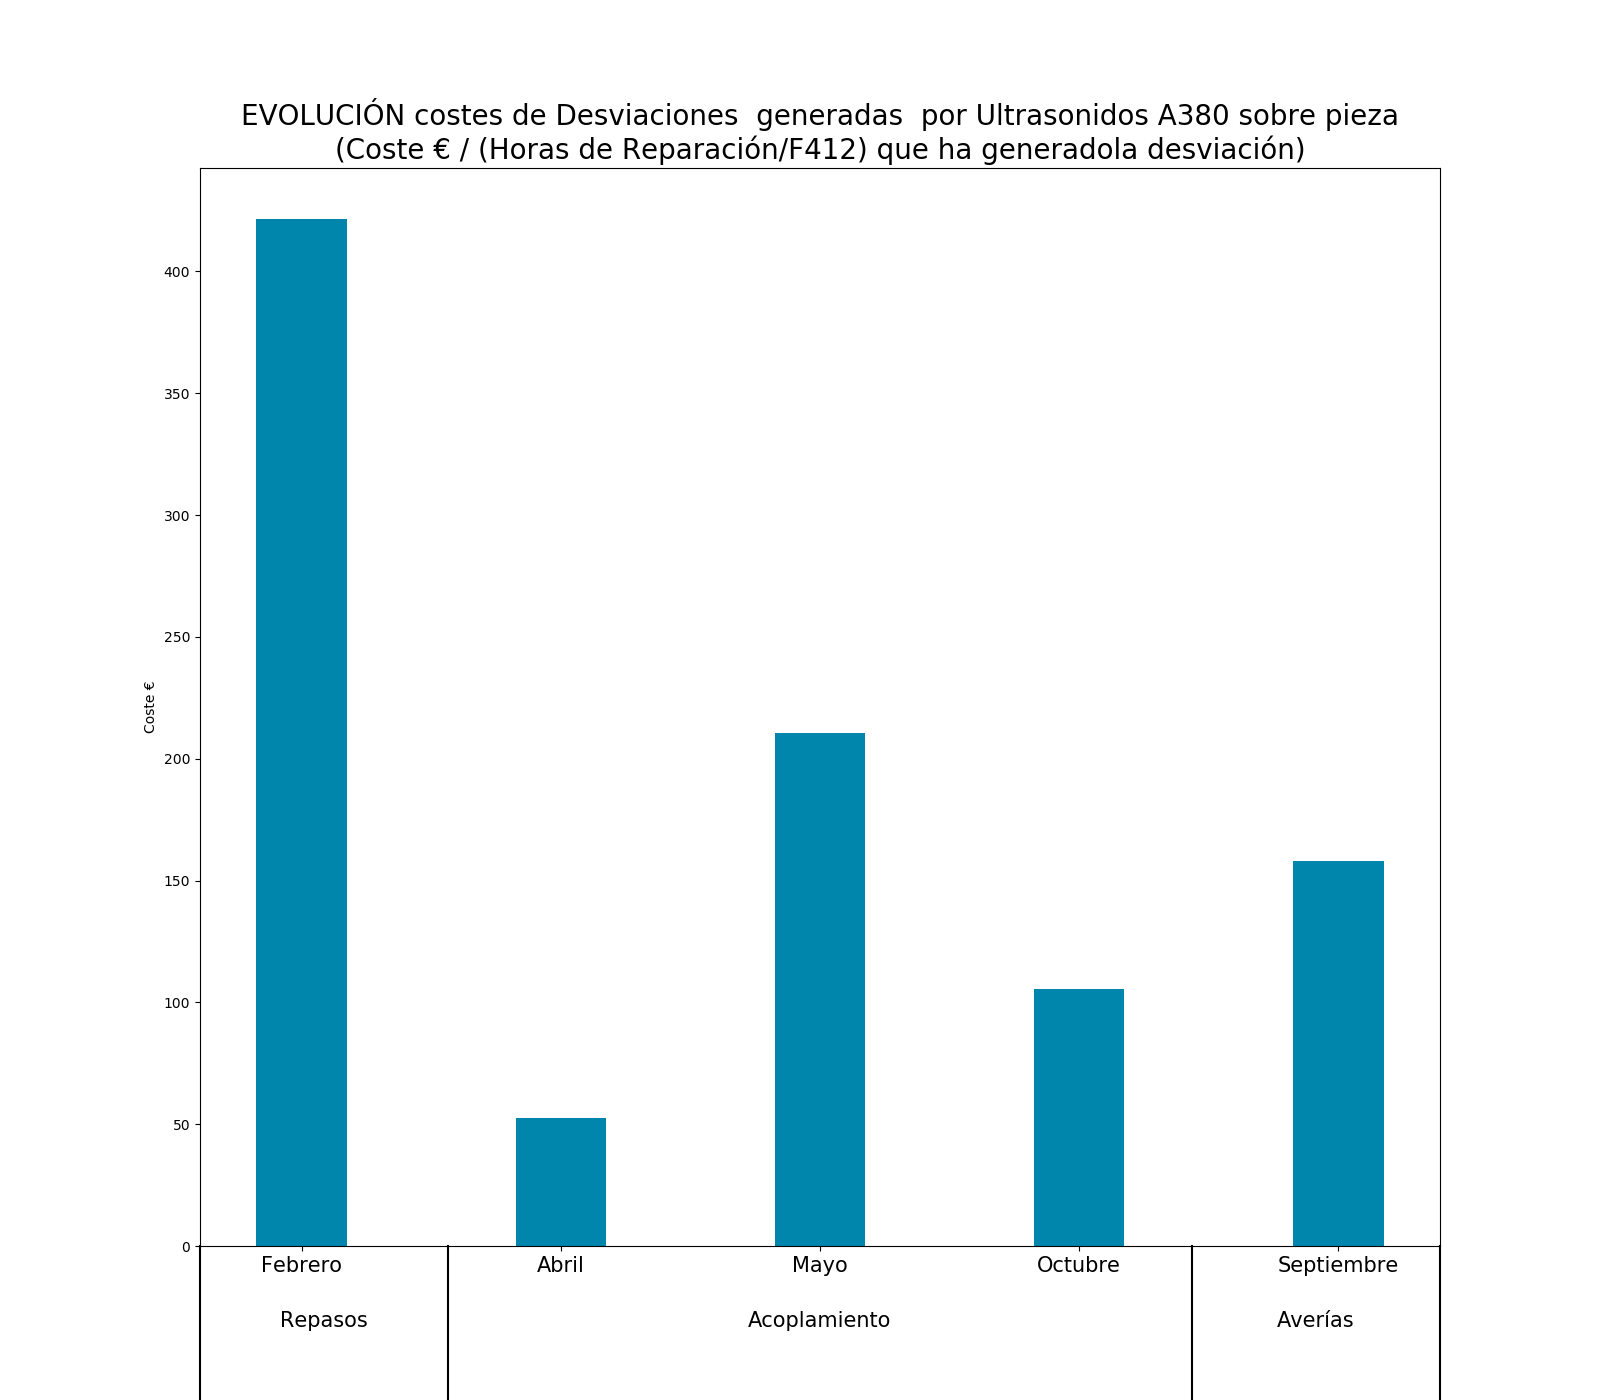 EVOLUCIÓN costes de Desviaciones  generadas  por Ultrasonidos A380 sobre pieza
(Coste € / (Horas de Reparación/F412) que ha generadola desviación)
400
350
300
250
200
150
100
50
0
Coste €
Febrero
Abril
Mayo
Octubre
Septiembre
Repasos
Acoplamiento
Averías